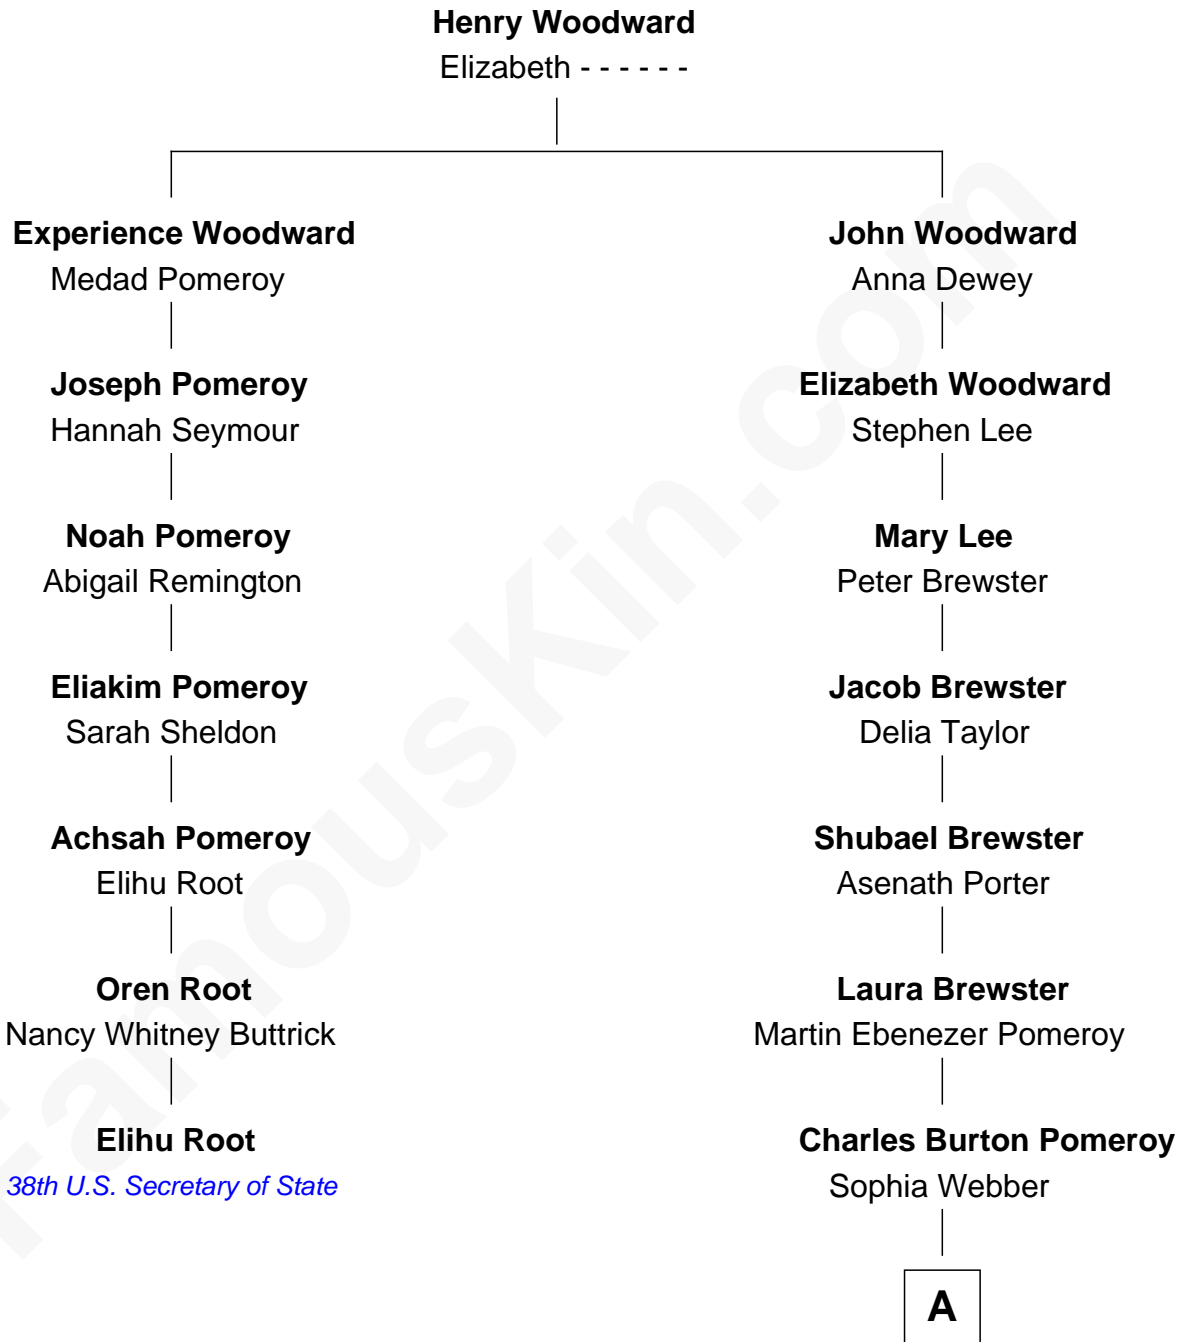 Henry Woodward
Elizabeth - - - - - -
Experience Woodward
Medad Pomeroy
John Woodward
Anna Dewey
Joseph Pomeroy
Hannah Seymour
Elizabeth Woodward
Stephen Lee
Noah Pomeroy
Abigail Remington
Mary Lee
Peter Brewster
Eliakim Pomeroy
Sarah Sheldon
Jacob Brewster
Delia Taylor
Achsah Pomeroy
Elihu Root
Shubael Brewster
Asenath Porter
Oren Root
Nancy Whitney Buttrick
Laura Brewster
Martin Ebenezer Pomeroy
Elihu Root
38th U.S. Secretary of State
Charles Burton Pomeroy
Sophia Webber
A
FamousKin.com